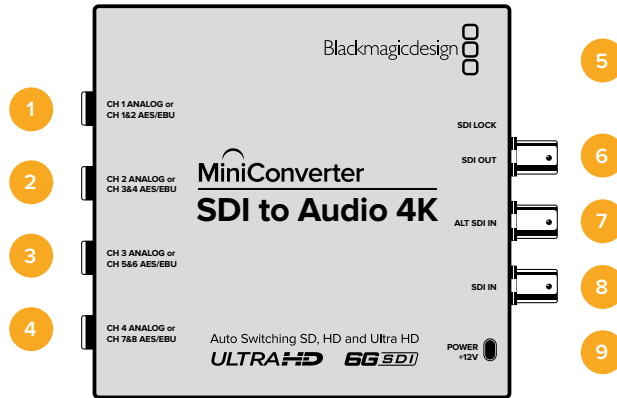 Blackmagicdesign
1
CH 1 ANALOG or
CH 1&2 AES/EBU
2
CH 2 ANALOG or
CH 3&4 AES/EBU
3
CH 3 ANALOG or
CH 5&6 AES/EBU
4
CH 4 ANALOG or
CH 7&8 AES/EBU
MiniConverter
SDI to Audio 4K
Auto Switching SD, HD and Ultra HD
ULTRAHD 6G SDI
5
SDI LOCK
6
SDI OUT
7
ALT SDI IN
8
SDI IN
9
POWER
+12V